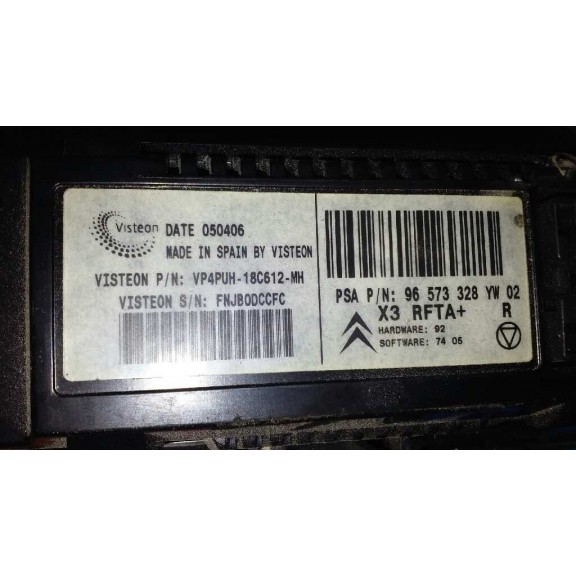 Visteon DATE 050406
MADE IN SPAIN BY VISTEON
VISTEON P/N: VP4PUH-18C612-MH
VISTEON S/N: FNJB0DCCFC
PSA P/N: 96 573 328 YW 02
X3 RFTA+ R
HARDWARE: 92
SOFTWARE: 74 05